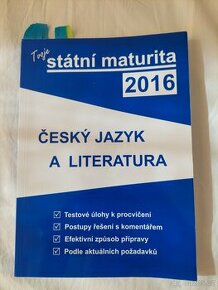 Tvoje
státní maturita
2016
ČESKÝ JAZYK
A LITERATURA
Testové úlohy k procvičení
Postupy řešení s komentářem
Efektivní způsob přípravy
Podle aktuálních požadavků